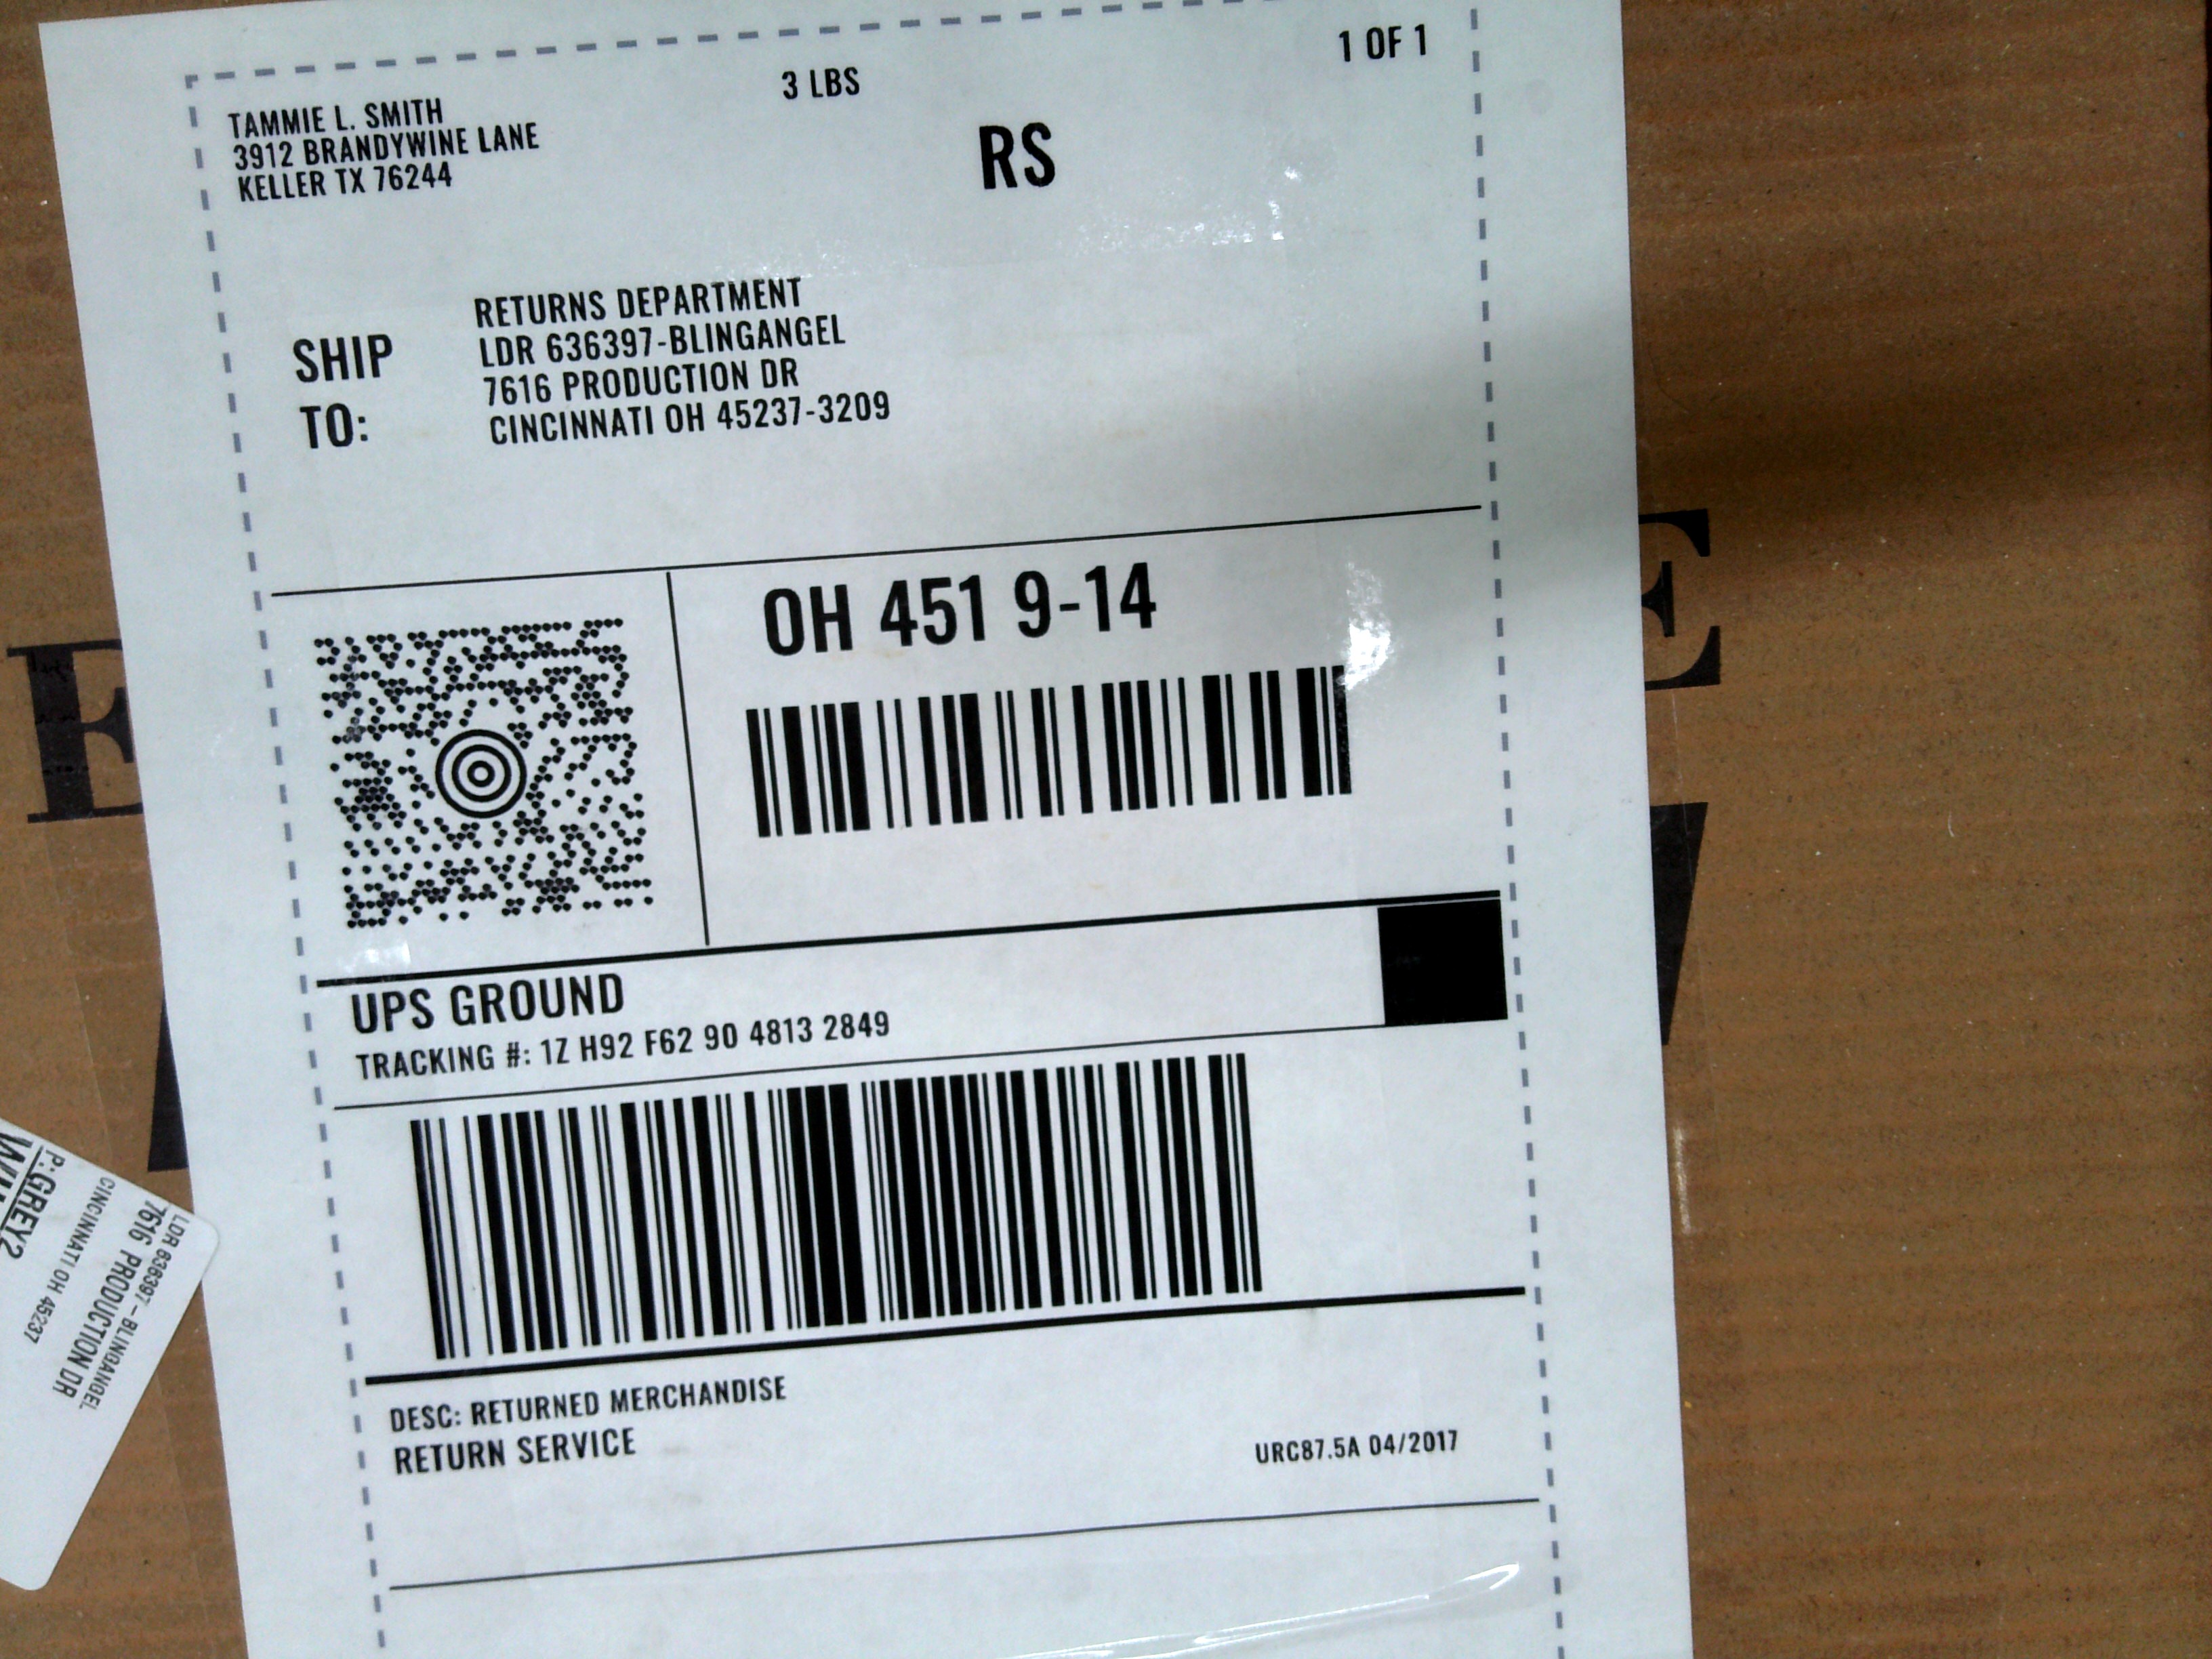 1 OF 1
3 LBS
TAMMIE L. SMITH
3912 BRANDYWINE LANE
KELLER TX 76244
RS
SHIP
TO:
RETURNS DEPARTMENT
LDR 636397-BLINGANGEL
7616 PRODUCTION DR
CINCINNATI OH 45237-3209
OH 451 9-14
UPS GROUND
TRACKING #: 1Z H92 F62 90 4813 2849
DESC: RETURNED MERCHANDISE
RETURN SERVICE
URC87.5A 04/2017
LDR 636397 - BLINGANGEL
7616 PRODUCTION DR
CINCINNATI OH 45237
P: GREY2
E